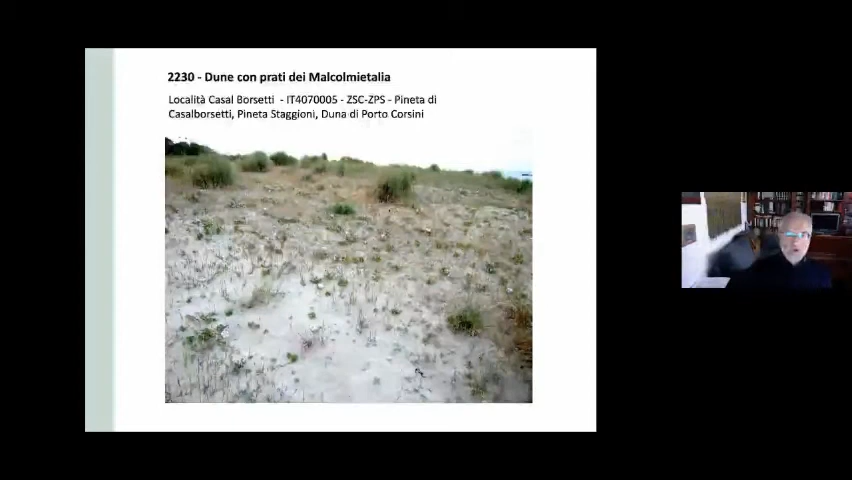 2230 - Dune con prati dei Malcolmietalia
Località Casal Borsetti - IT4070005 - ZSC-ZPS - Pineta di
Casalborsetti, Pineta Staggioni, Duna di Porto Corsini